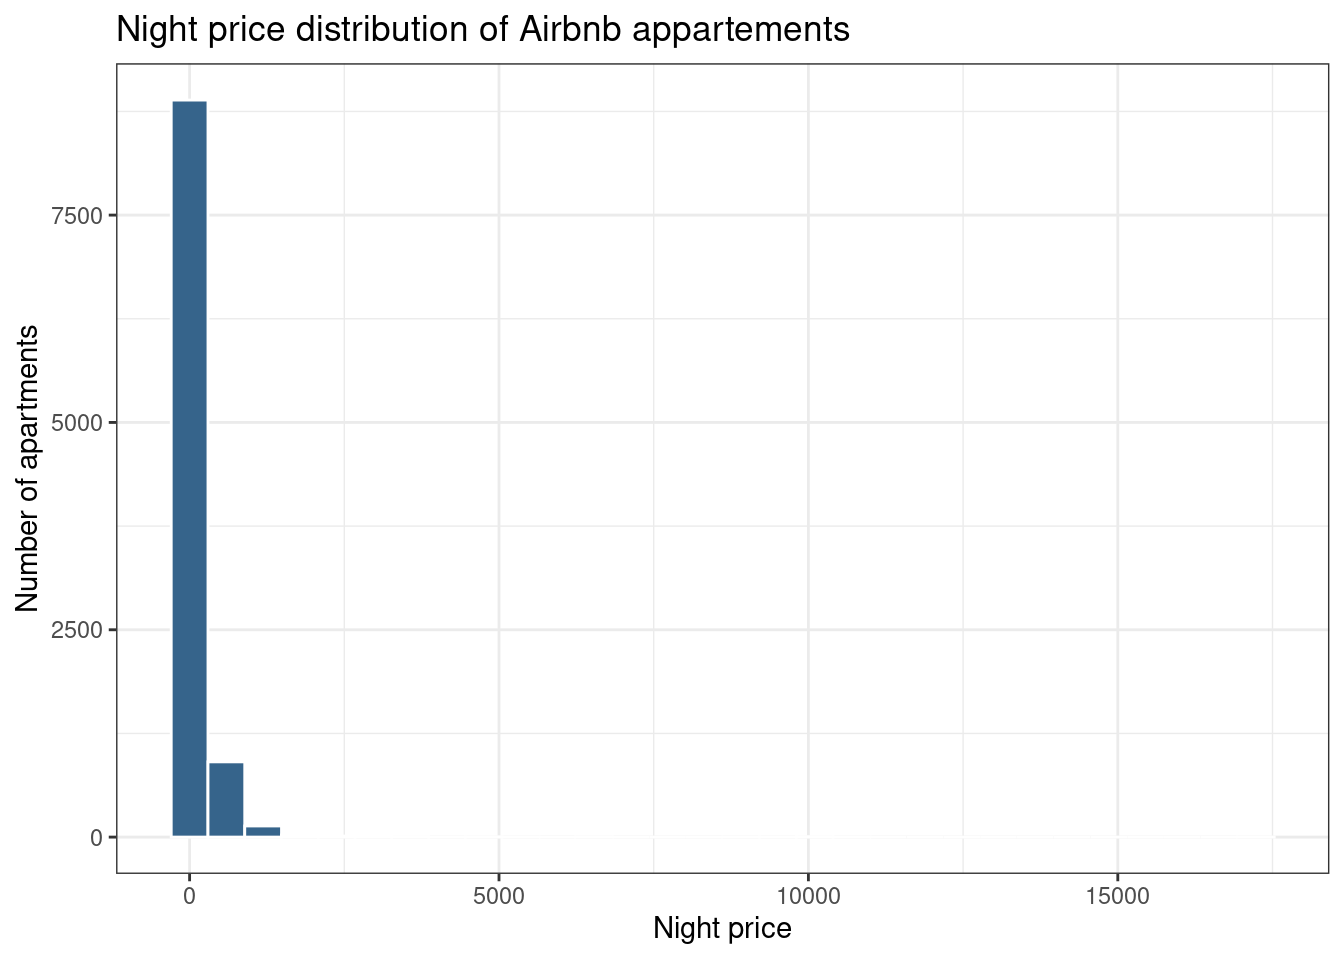 Night price distribution of Airbnb appartements
Number of apartments
7500
5000
2500
0
0 5000 10000 15000
Night price